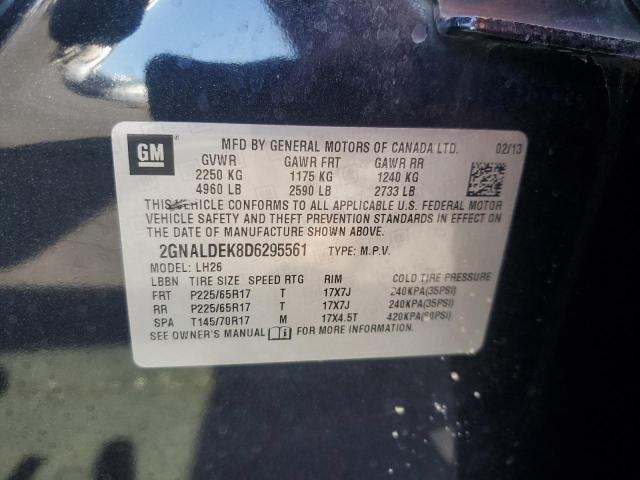 GM
MFD BY GENERAL MOTORS OF CANADA LTD. 02/13
GVWR GAWR FRT GAWR RR
2250 KG 1175 KG 1240 KG
4960 LB 2590 LB 2733 LB
THIS VEHICLE CONFORMS TO ALL APPLICABLE U.S. FEDERAL MOTOR
VEHICLE SAFETY AND THEFT PREVENTION STANDARDS IN EFFECT ON
THE DATE OF MANUFACTURE SHOWN ABOVE.
2GNALDEK8D6295561 TYPE: M.P.V.
MODEL: LH26
LBBN TIRE SIZE SPEED RTG RIM COLD TIRE PRESSURE
FRT P225/65R17 T 17X7J 240KPA(35PSI)
RR P225/65R17 T 17X7J 240KPA(35PSI)
SPA T145/70R17 M 17X4.5T 420KPA(60PSI)
SEE OWNER'S MANUAL FOR MORE INFORMATION.